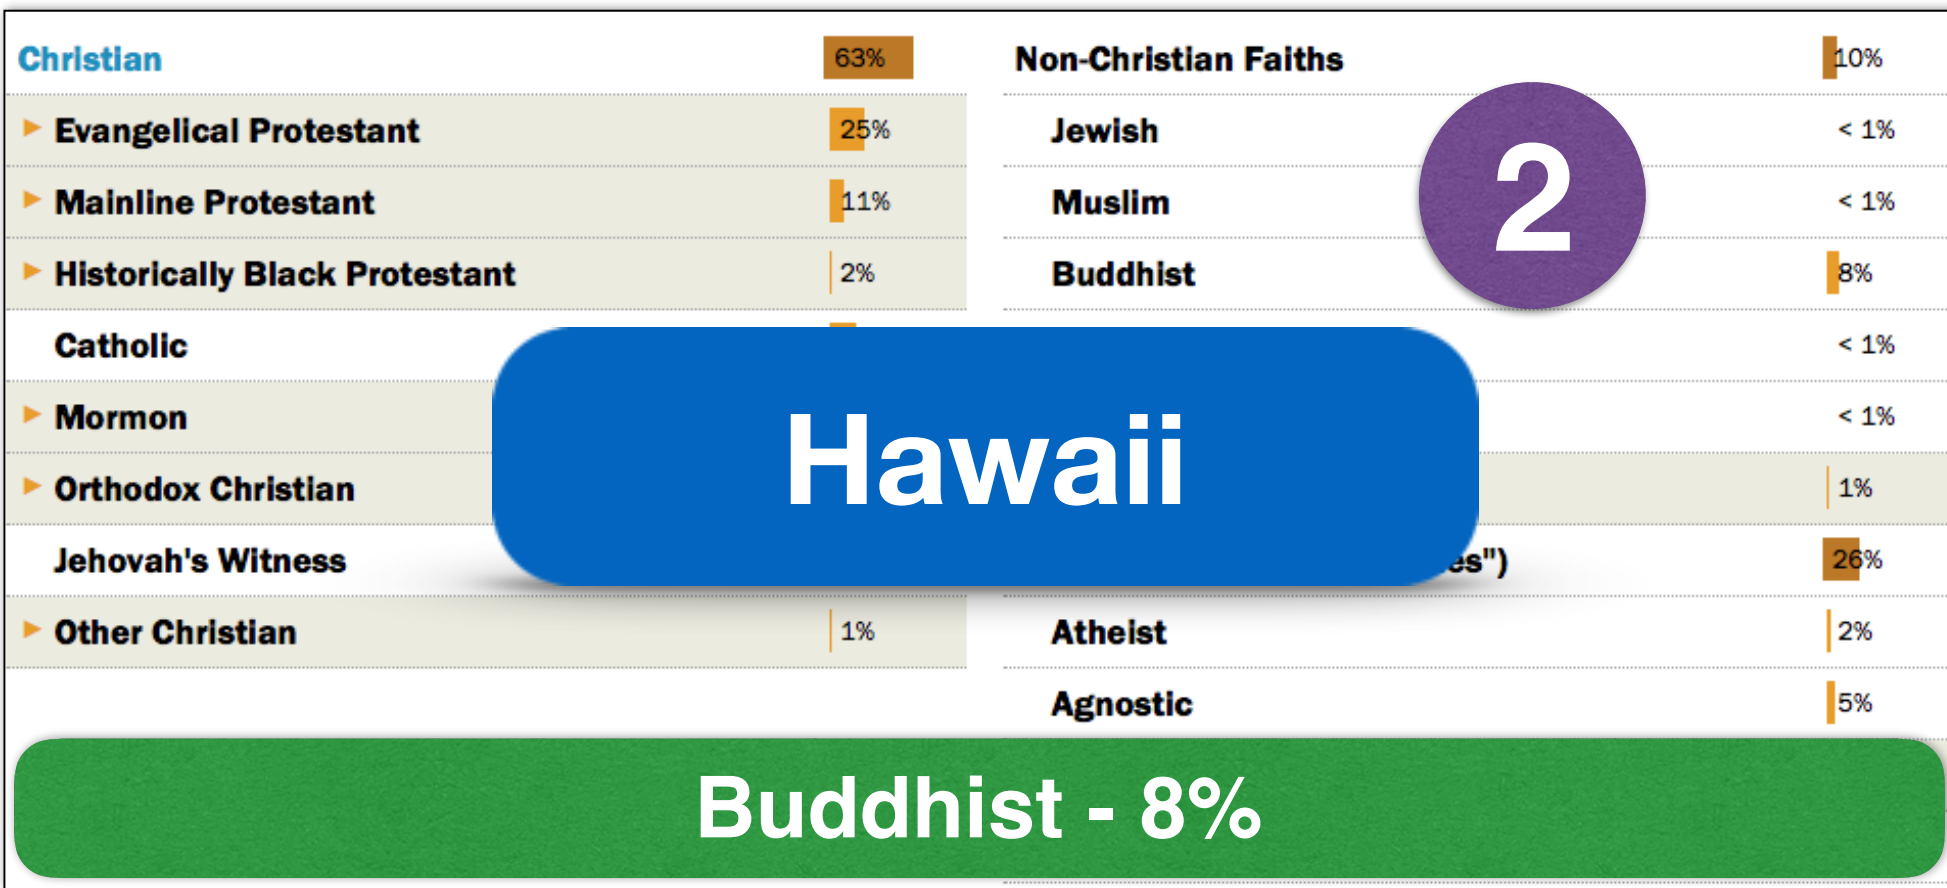 Christian 63%
Evangelical Protestant 25%
Mainline Protestant 11%
Historically Black Protestant 2%
Catholic
Mormon
Orthodox Christian
Jehovah's Witness
Other Christian 1%
Non-Christian Faiths 10%
Jewish < 1%
Muslim < 1%
Buddhist 8%
< 1%
< 1%
1%
es") 26%
Atheist 2%
Agnostic 5%
2
Hawaii
Buddhist - 8%